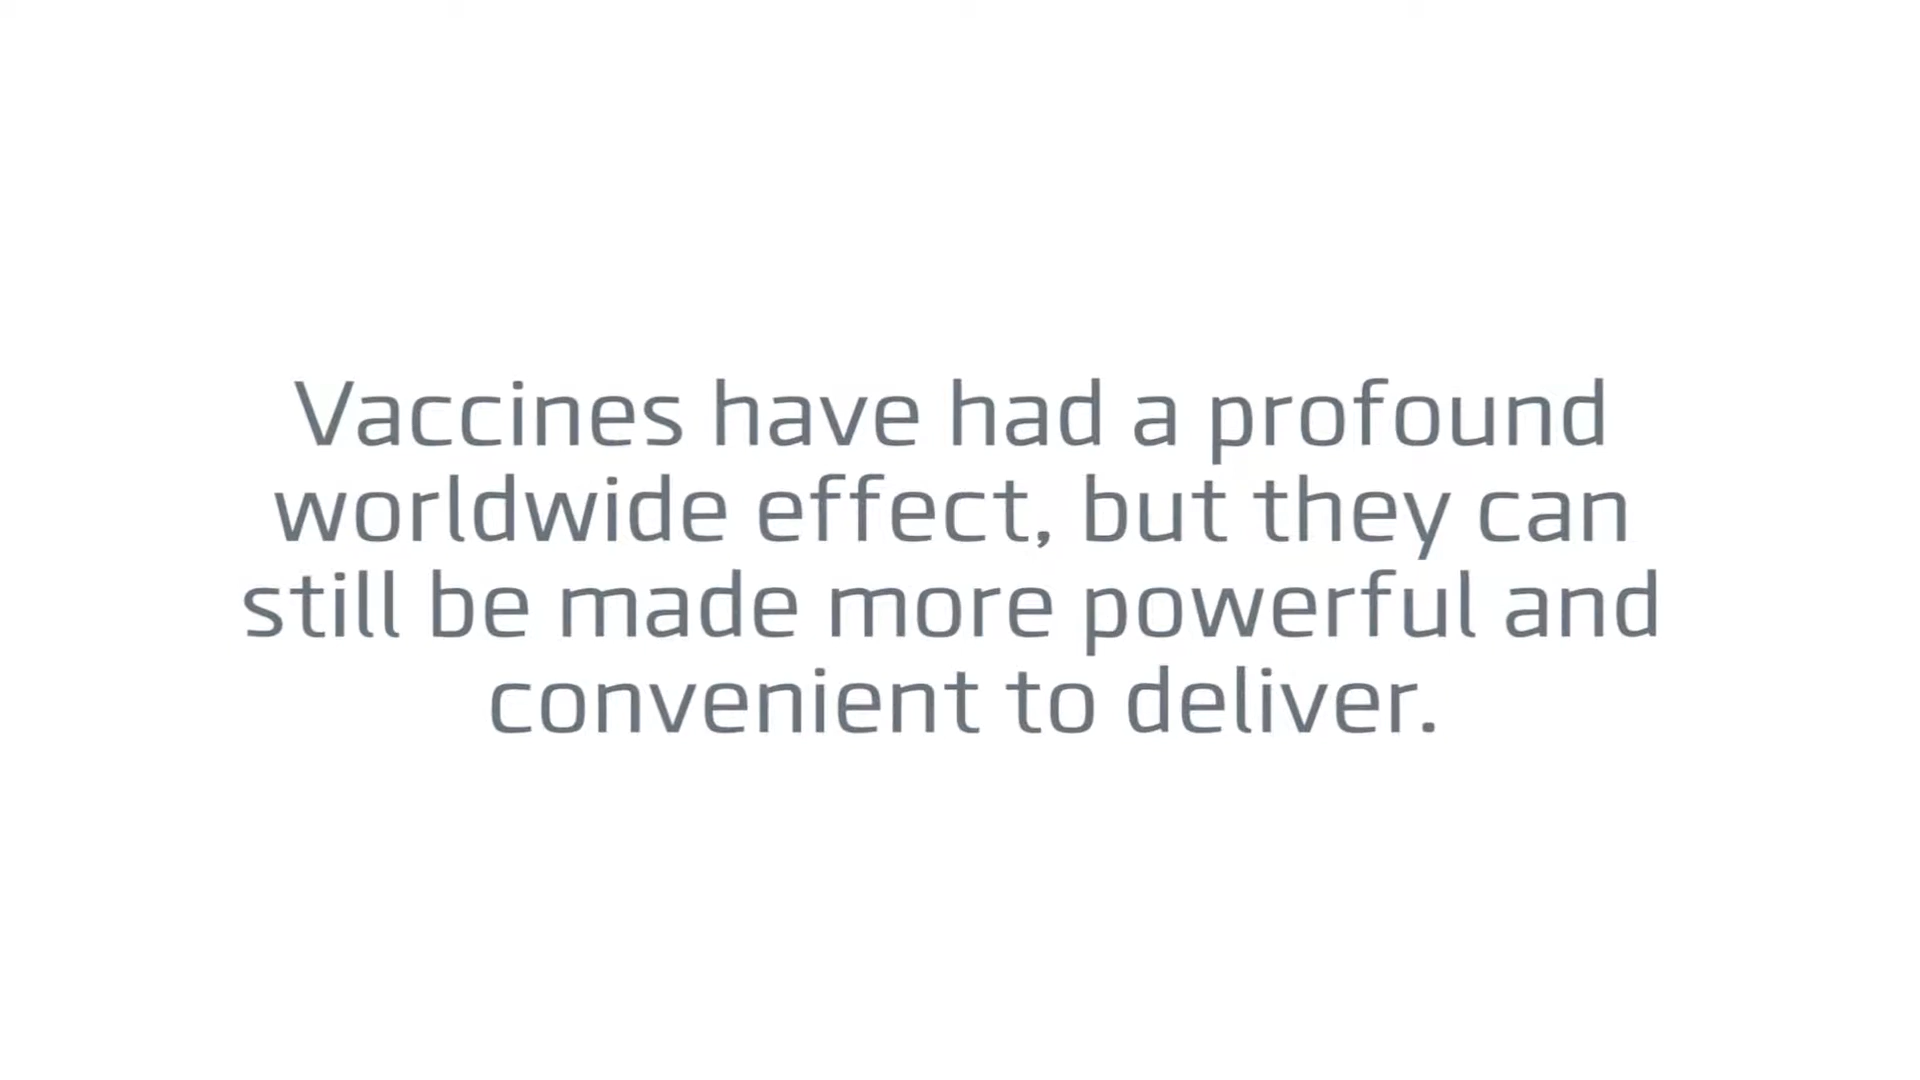 Vaccines have had a profound
worldwide effect, but they can
still be made more powerful and
convenient to deliver.